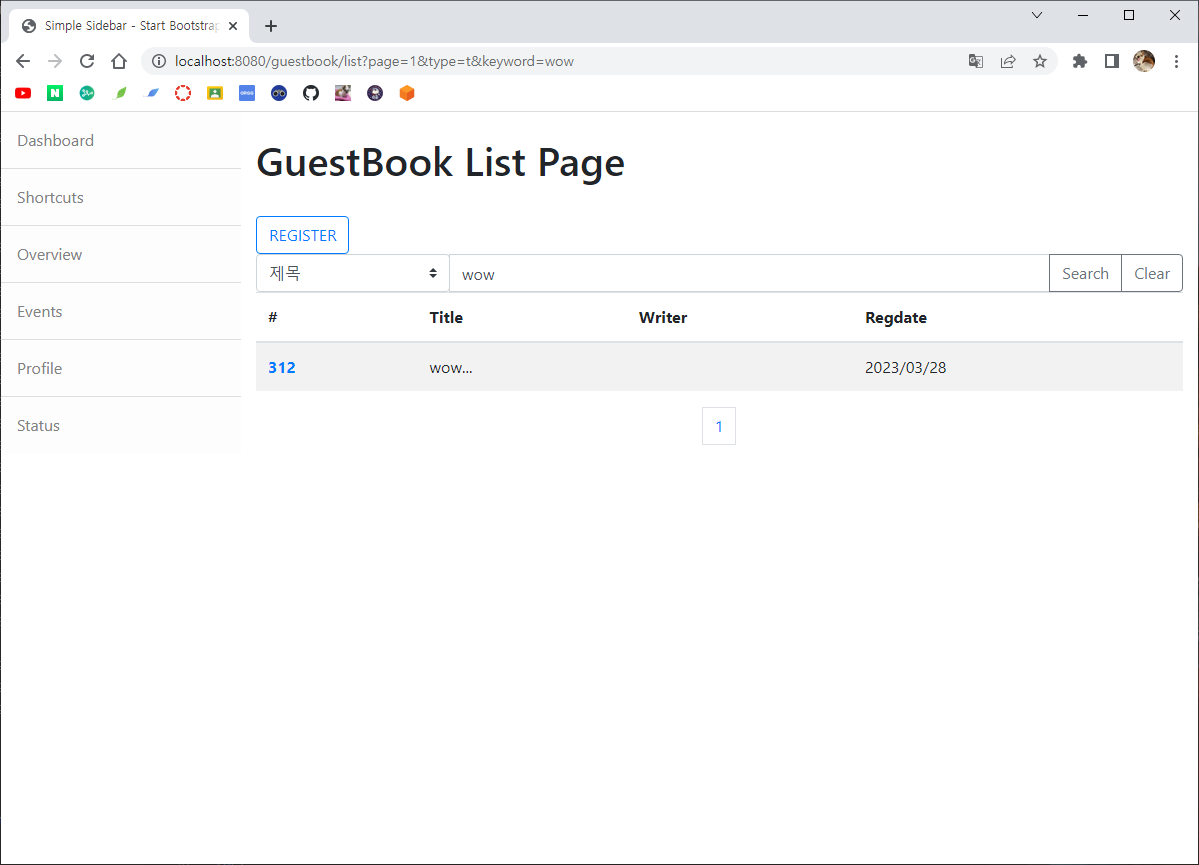 Simple Sidebar - Start Bootstrap
localhost:8080/guestbook/list?page=1&type=t&keyword=wow
Dashboard
Shortcuts
Overview
Events
Profile
Status
GuestBook List Page
REGISTER
제목 wow Search Clear
# Title Writer Regdate
312 wow... 2023/03/28
1